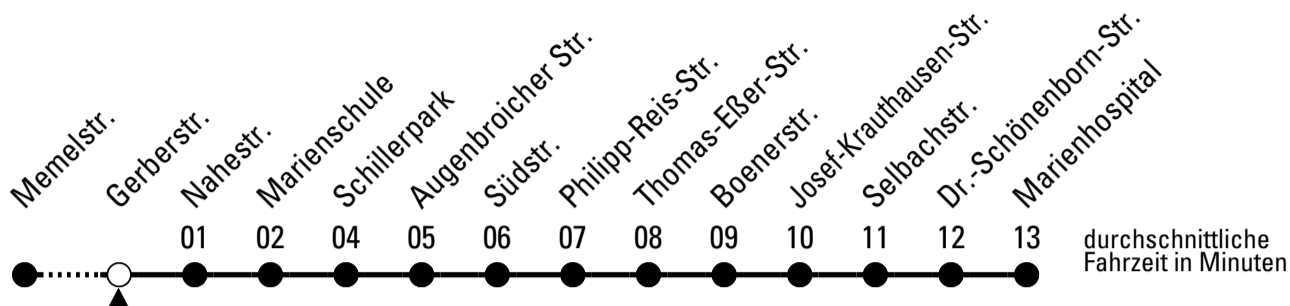 Memelstr.
Gerberstr.
Nahestr.
Marienschule
Schillerpark
Augenbroicher Str.
Südstr.
Philipp-Reis-Str.
Thomas-Eßer-Str.
Boenerstr.
Josef-Krauthausen-Str.
Selbachstr.
Dr.-Schönenborn-Str.
Marienhospital
01 02 04 05 06 07 08 09 10 11 12 13
durchschnittliche
Fahrzeit in Minuten